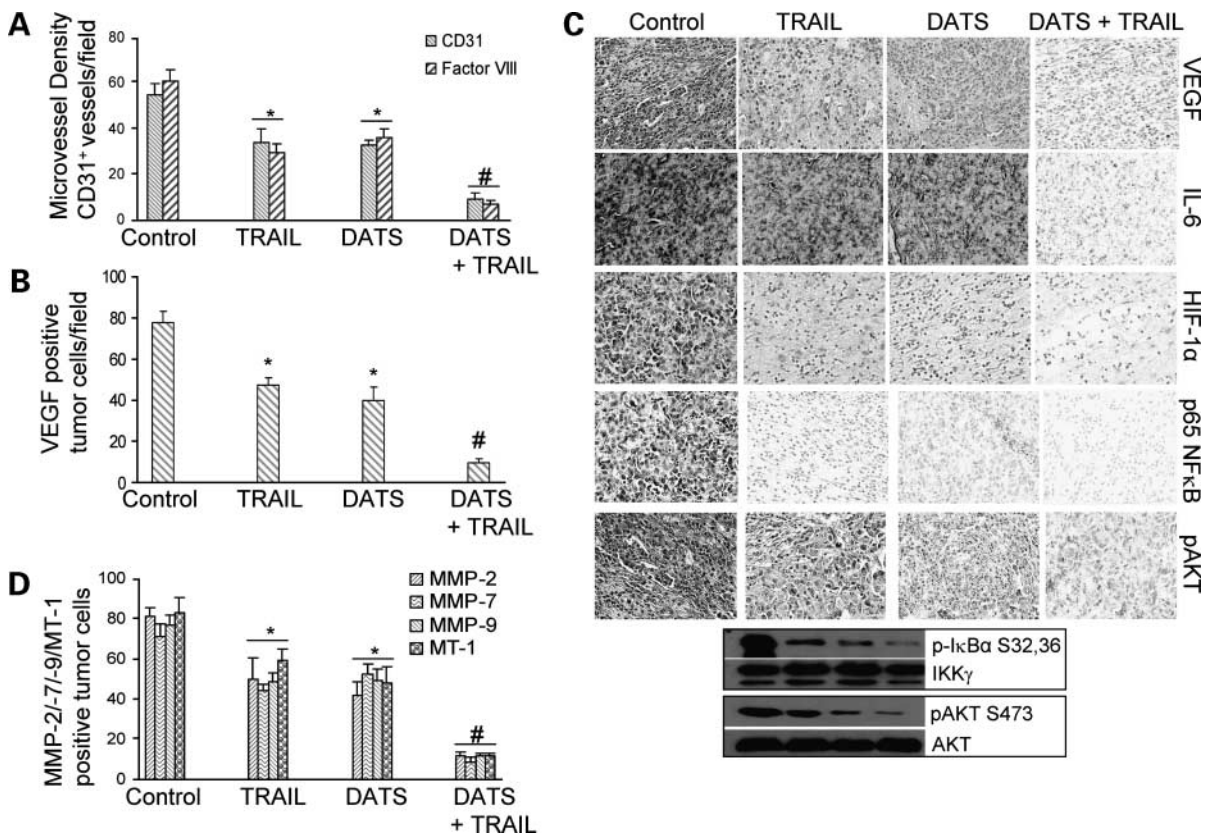 A
Microvessel Density
CD31⁺ vessels/field
80
60
40
20
0
CD31
Factor VIII
*
*
#
Control
TRAIL
DATS
DATS
+ TRAIL
B
VEGF positive
tumor cells/field
100
80
60
40
20
0
*
*
#
Control
TRAIL
DATS
DATS
+ TRAIL
D
MMP-2/-7/-9/MT-1
positive tumor cells
100
80
60
40
20
0
MMP-2
MMP-7
MMP-9
MT-1
*
*
#
Control
TRAIL
DATS
DATS
+ TRAIL
C
Control
TRAIL
DATS
DATS + TRAIL
VEGF
IL-6
HIF-1α
p65 NFκB
pAKT
p-IκBα S32,36
IKKγ
pAKT S473
AKT